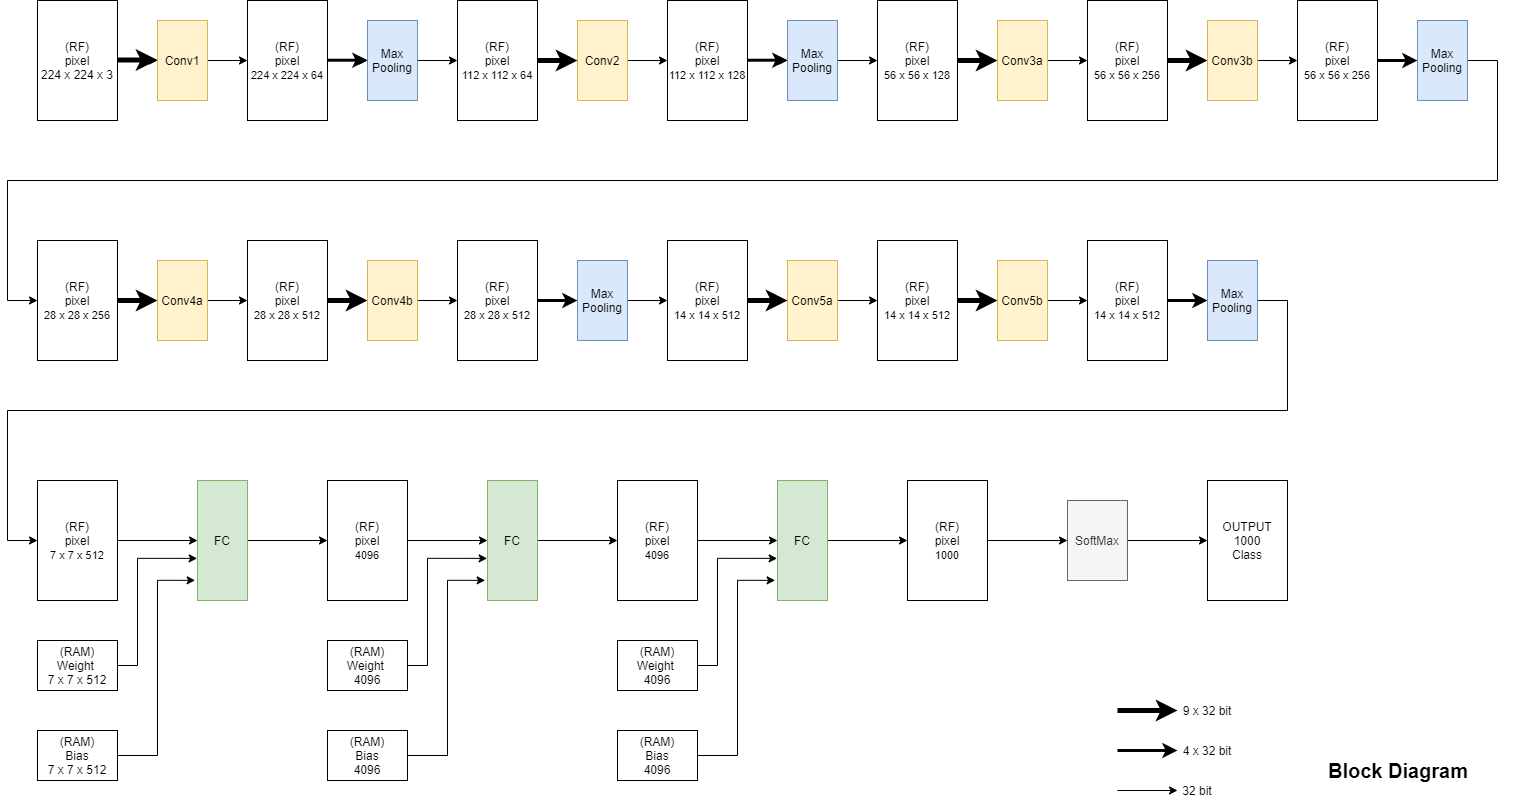 (RF)
pixel
224 x 224 x 3
Conv1
(RF)
pixel
224 x 224 x 64
Max
Pooling
(RF)
pixel
112 x 112 x 64
Conv2
(RF)
pixel
112 x 112 x 128
Max
Pooling
(RF)
pixel
56 x 56 x 128
Conv3a
(RF)
pixel
56 x 56 x 256
Conv3b
(RF)
pixel
56 x 56 x 256
Max
Pooling
(RF)
pixel
28 x 28 x 256
Conv4a
(RF)
pixel
28 x 28 x 512
Conv4b
(RF)
pixel
28 x 28 x 512
Max
Pooling
(RF)
pixel
14 x 14 x 512
Conv5a
(RF)
pixel
14 x 14 x 512
Conv5b
(RF)
pixel
14 x 14 x 512
Max
Pooling
(RF)
pixel
7 x 7 x 512
FC
(RF)
pixel
4096
FC
(RF)
pixel
4096
FC
(RF)
pixel
1000
SoftMax
OUTPUT
1000
Class
(RAM)
Weight
7 x 7 x 512
(RAM)
Weight
4096
(RAM)
Weight
4096
(RAM)
Bias
7 x 7 x 512
(RAM)
Bias
4096
(RAM)
Bias
4096
9 x 32 bit
4 x 32 bit
32 bit
Block Diagram